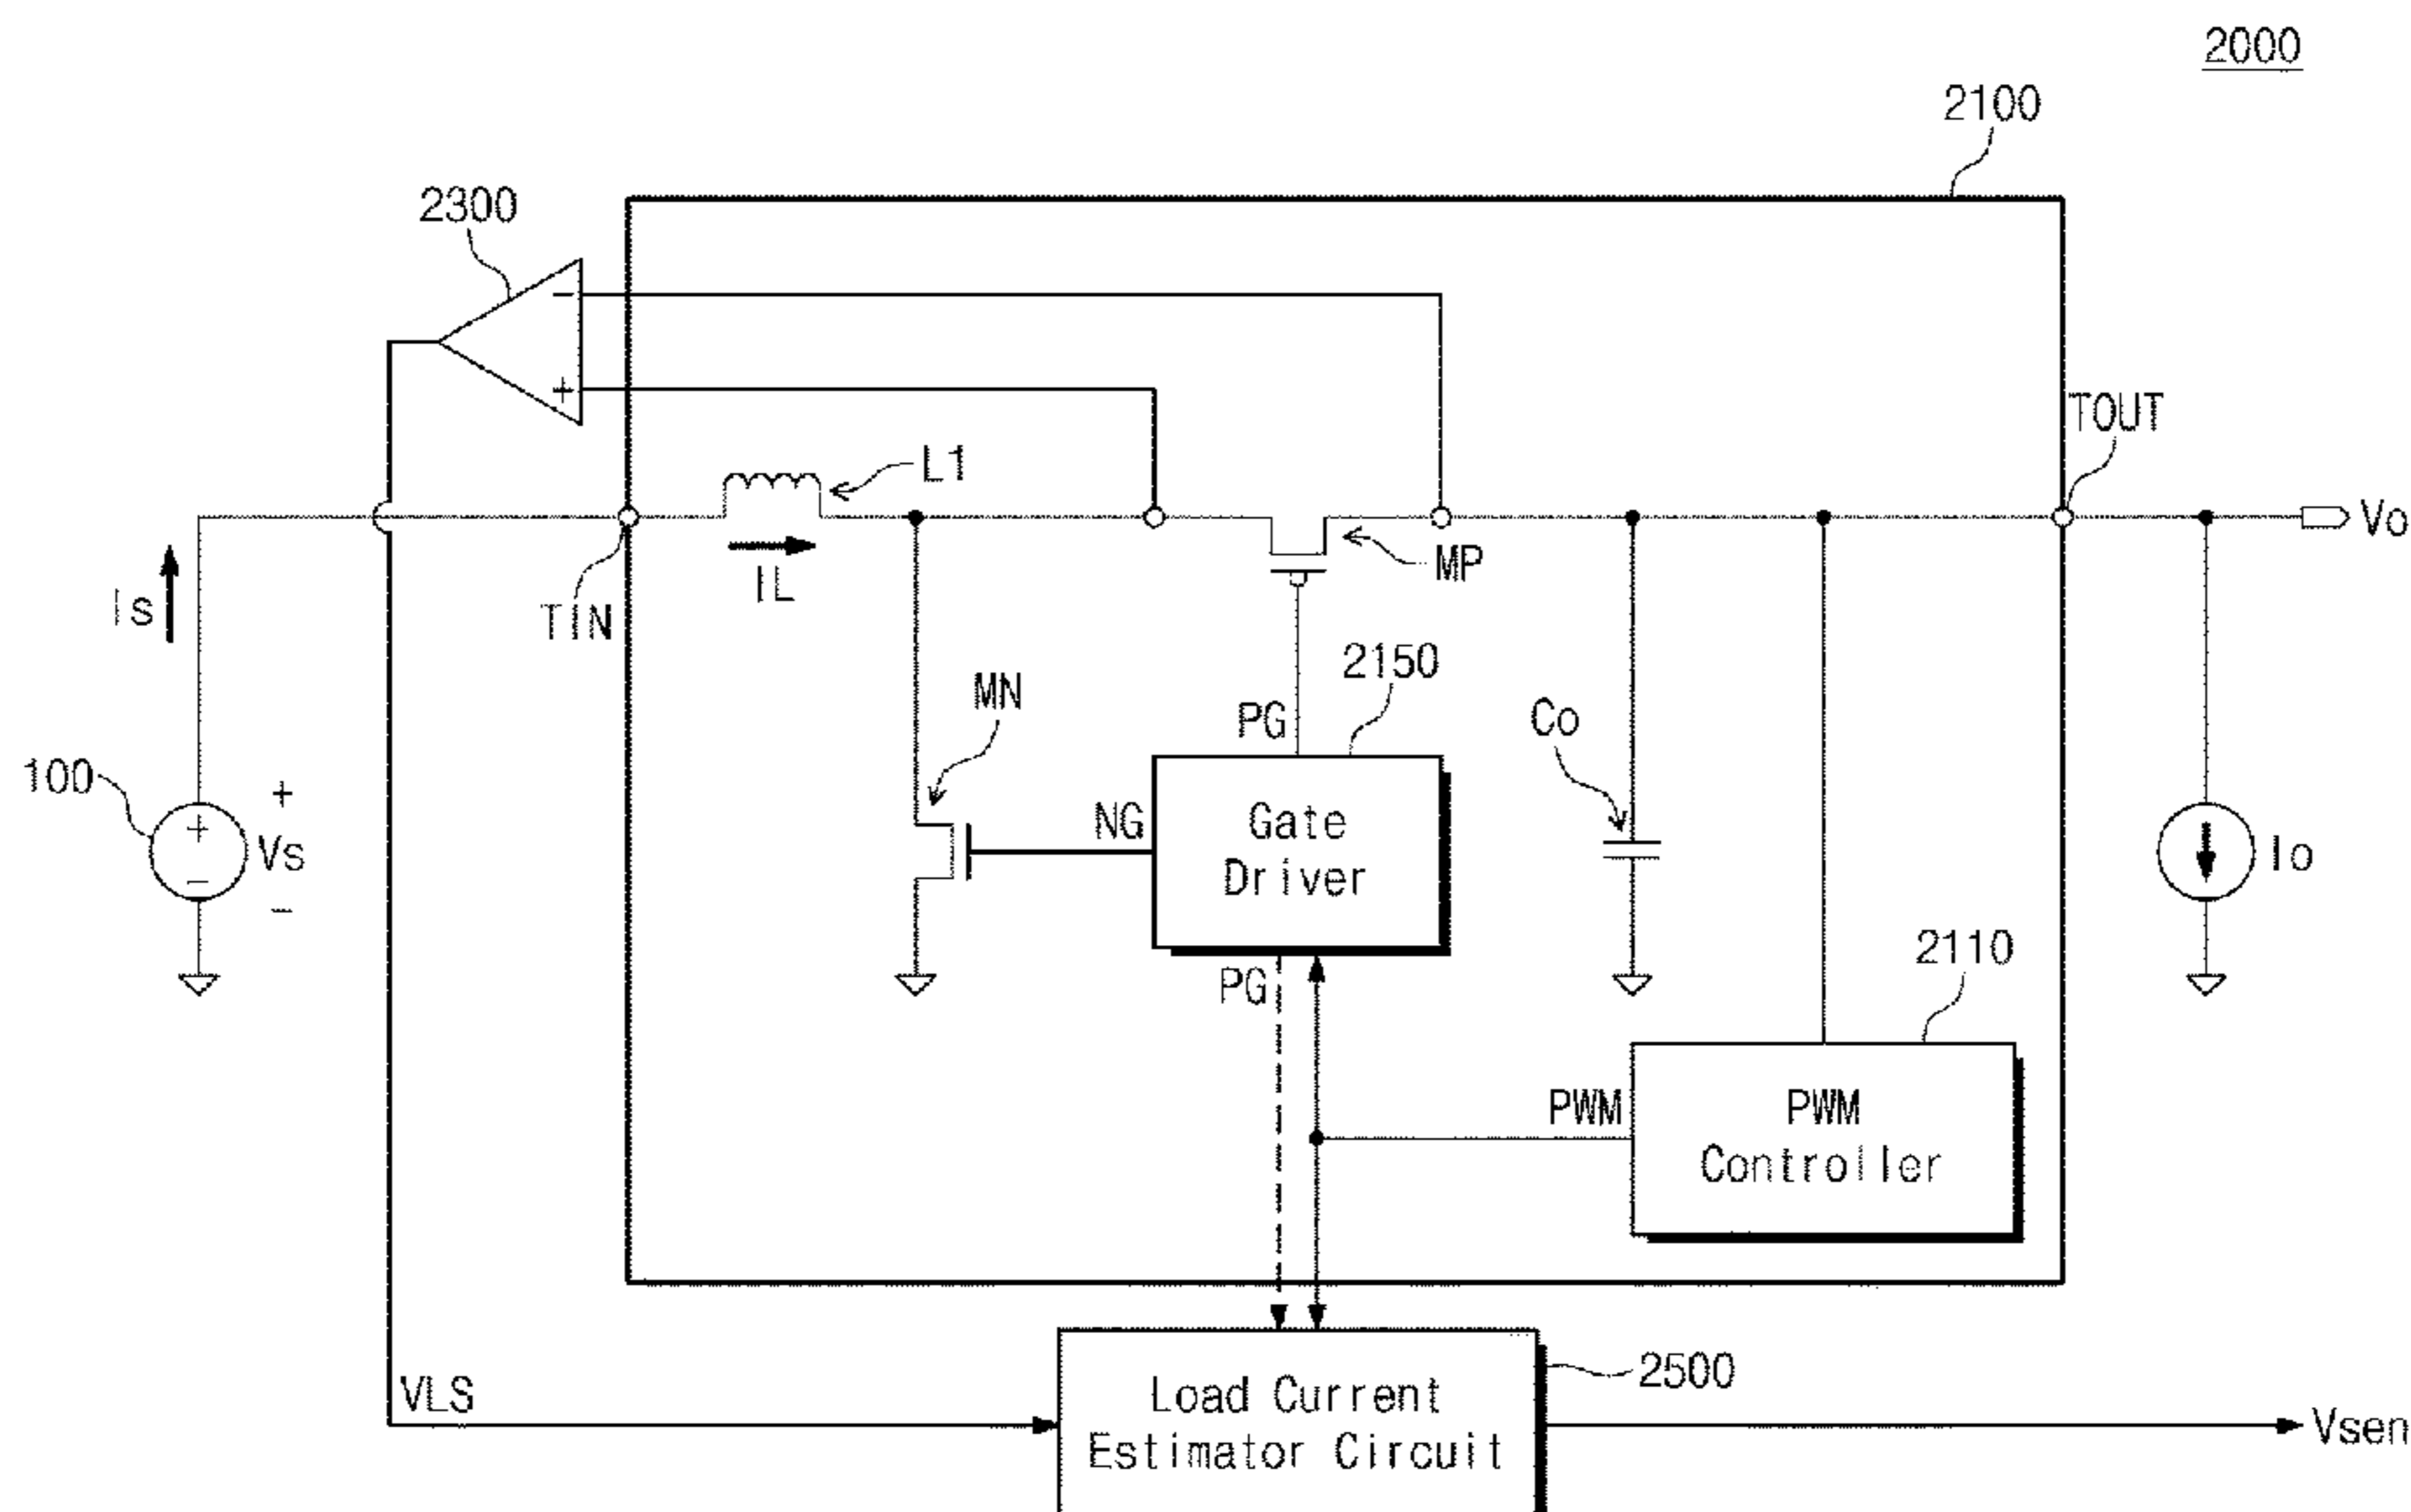 2000
2100
2300
−
+
TOUT
L1
Vo
IL
MP
Is
TIN
2150
MN
PG
Co
100
+
+
Vs
−
−
NG
Gate
Driver
Io
PG
2110
PWM
PWM
Controller
2500
VLS
Load Current
Estimator Circuit
Vsen